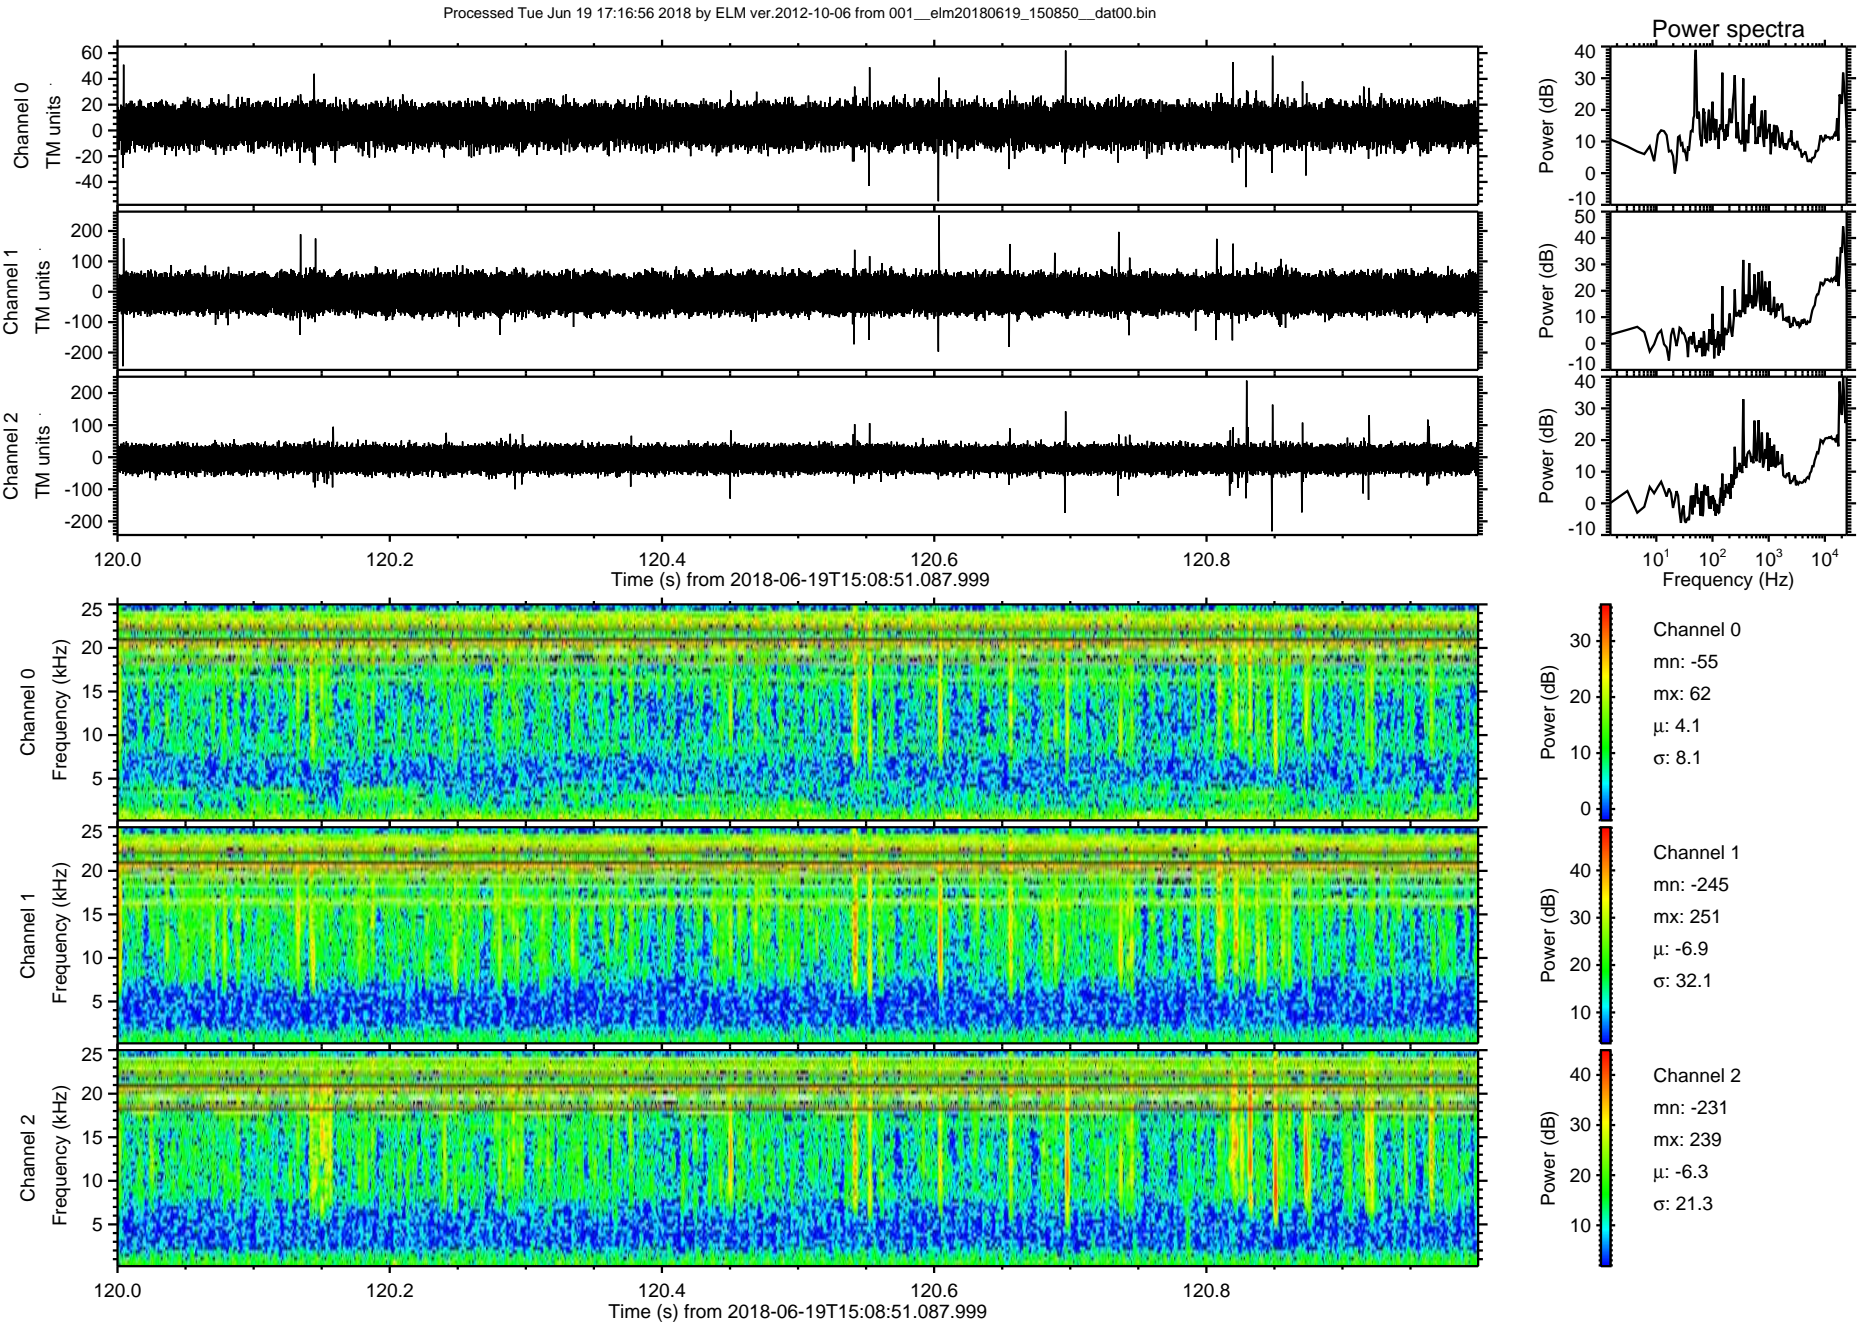 Processed Tue Jun 19 17:16:56 2018 by ELM ver.2012-10-06 from 001__elm20180619_150850__dat00.bin
Power spectra
Channel 0
TM units
60
40
20
0
-20
-40
Power (dB)
40
30
20
10
0
-10
Channel 1
TM units
200
100
0
-100
-200
Power (dB)
50
40
30
20
10
0
-10
Channel 2
TM units
200
100
0
-100
-200
Power (dB)
40
30
20
10
0
-10
120.0 120.2 120.4 120.6 120.8
Time (s) from 2018-06-19T15:08:51.087.999
10¹ 10² 10³ 10⁴
Frequency (Hz)
Channel 0
Frequency (kHz)
25
20
15
10
5
Power (dB)
30
20
10
0
Channel 0
mn: -55
mx: 62
μ: 4.1
σ: 8.1
Channel 1
Frequency (kHz)
25
20
15
10
5
Power (dB)
40
30
20
10
Channel 1
mn: -245
mx: 251
μ: -6.9
σ: 32.1
Channel 2
Frequency (kHz)
25
20
15
10
5
Power (dB)
40
30
20
10
Channel 2
mn: -231
mx: 239
μ: -6.3
σ: 21.3
120.0 120.2 120.4 120.6 120.8
Time (s) from 2018-06-19T15:08:51.087.999